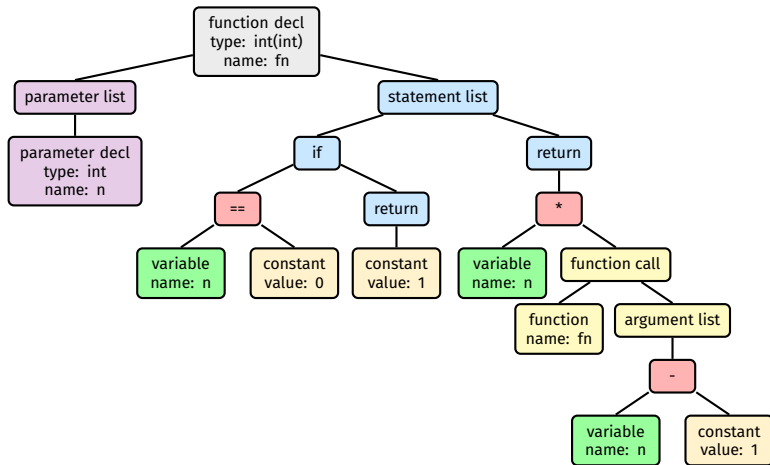 function decl
type: int(int)
name: fn
parameter list
statement list
parameter decl
type: int
name: n
if
return
==
return
*
variable
name: n
constant
value: 0
constant
value: 1
variable
name: n
function call
function
name: fn
argument list
-
variable
name: n
constant
value: 1